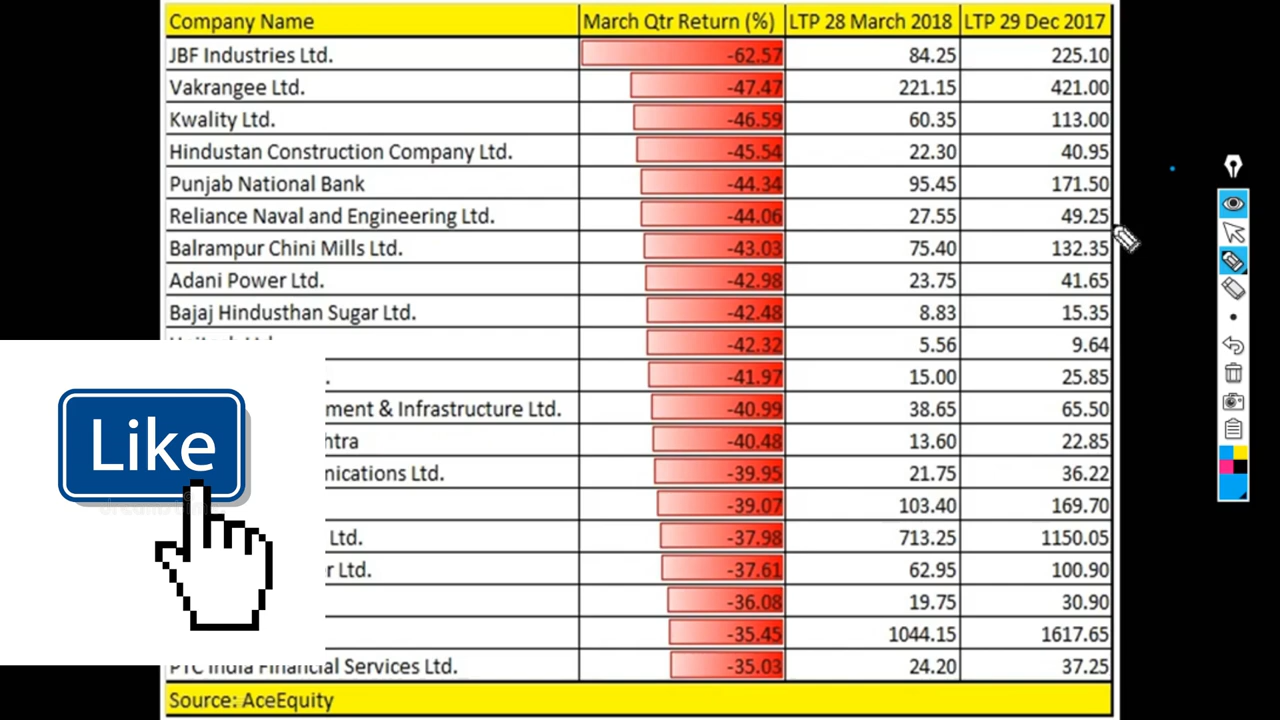 Company Name March Qtr Return (%) LTP 28 March 2018 LTP 29 Dec 2017
JBF Industries Ltd. -62.57 84.25 225.10
Vakrangee Ltd. -47.47 221.15 421.00
Kwality Ltd. -46.59 60.35 113.00
Hindustan Construction Company Ltd. -45.54 22.30 40.95
Punjab National Bank -44.34 95.45 171.50
Reliance Naval and Engineering Ltd. -44.06 27.55 49.25
Balrampur Chini Mills Ltd. -43.03 75.40 132.35
Adani Power Ltd. -42.98 23.75 41.65
Bajaj Hindusthan Sugar Ltd. -42.48 8.83 15.35
-42.32 5.56 9.64
. -41.97 15.00 25.85
ment & Infrastructure Ltd. -40.99 38.65 65.50
htra -40.48 13.60 22.85
nications Ltd. -39.95 21.75 36.22
-39.07 103.40 169.70
Ltd. -37.98 713.25 1150.05
r Ltd. -37.61 62.95 100.90
-36.08 19.75 30.90
-35.45 1044.15 1617.65
PTC India Financial Services Ltd. -35.03 24.20 37.25
Source: AceEquity
Like